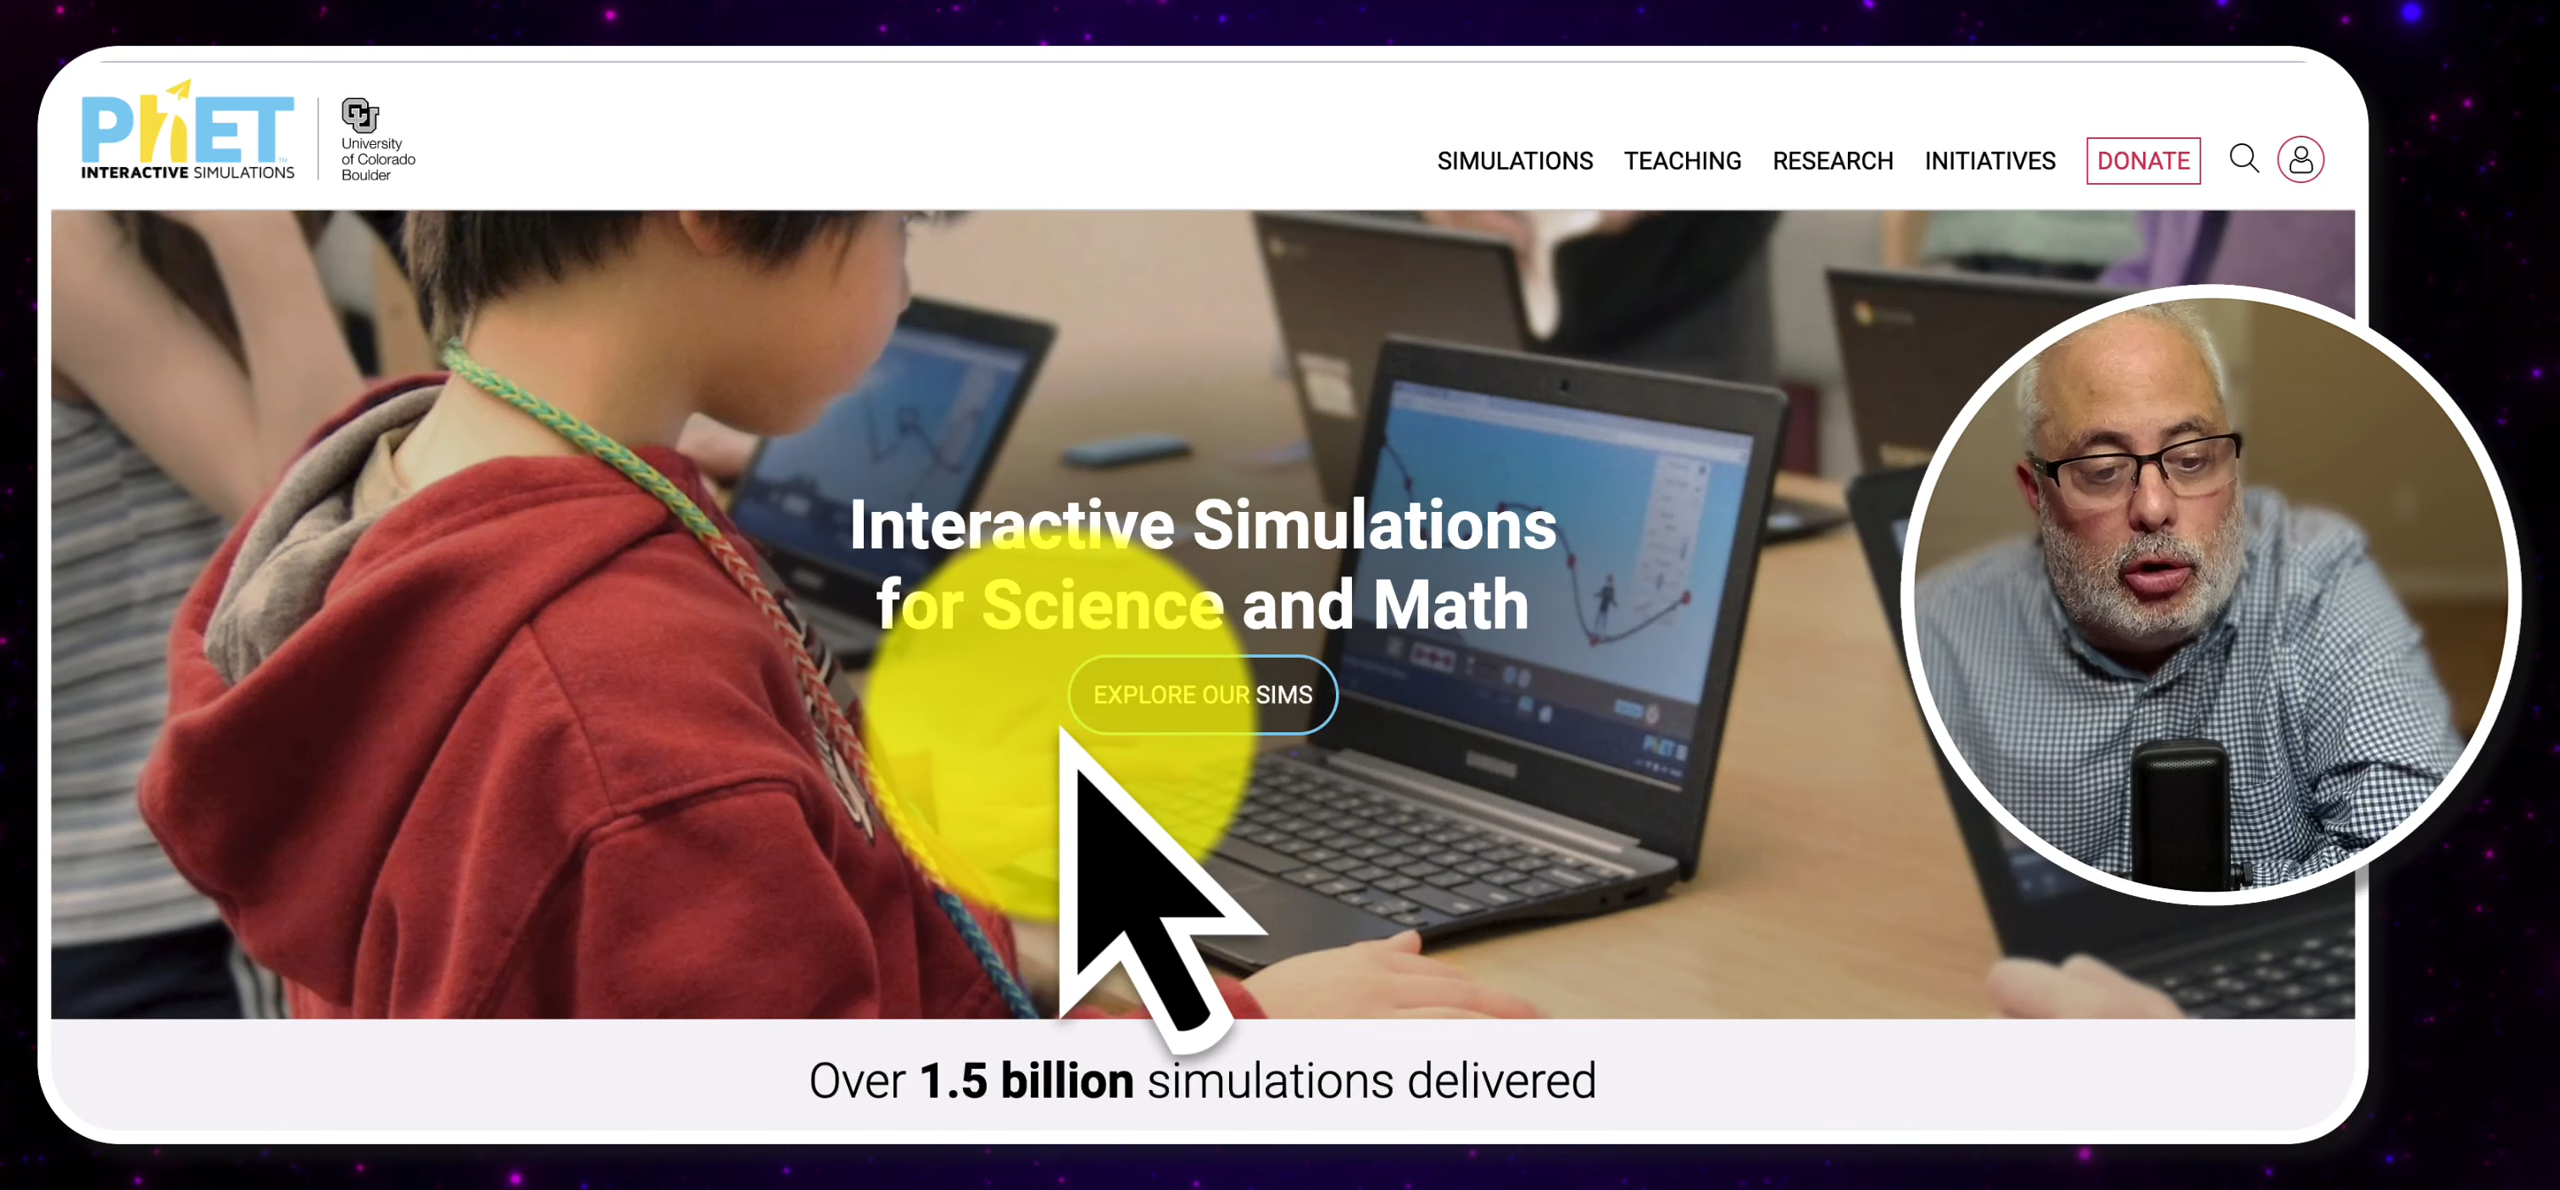 PhET
INTERACTIVE SIMULATIONS
University
of Colorado
Boulder
SIMULATIONS
TEACHING
RESEARCH
INITIATIVES
DONATE
Interactive Simulations
for Science and Math
EXPLORE OUR SIMS
PhET
Over 1.5 billion simulations delivered